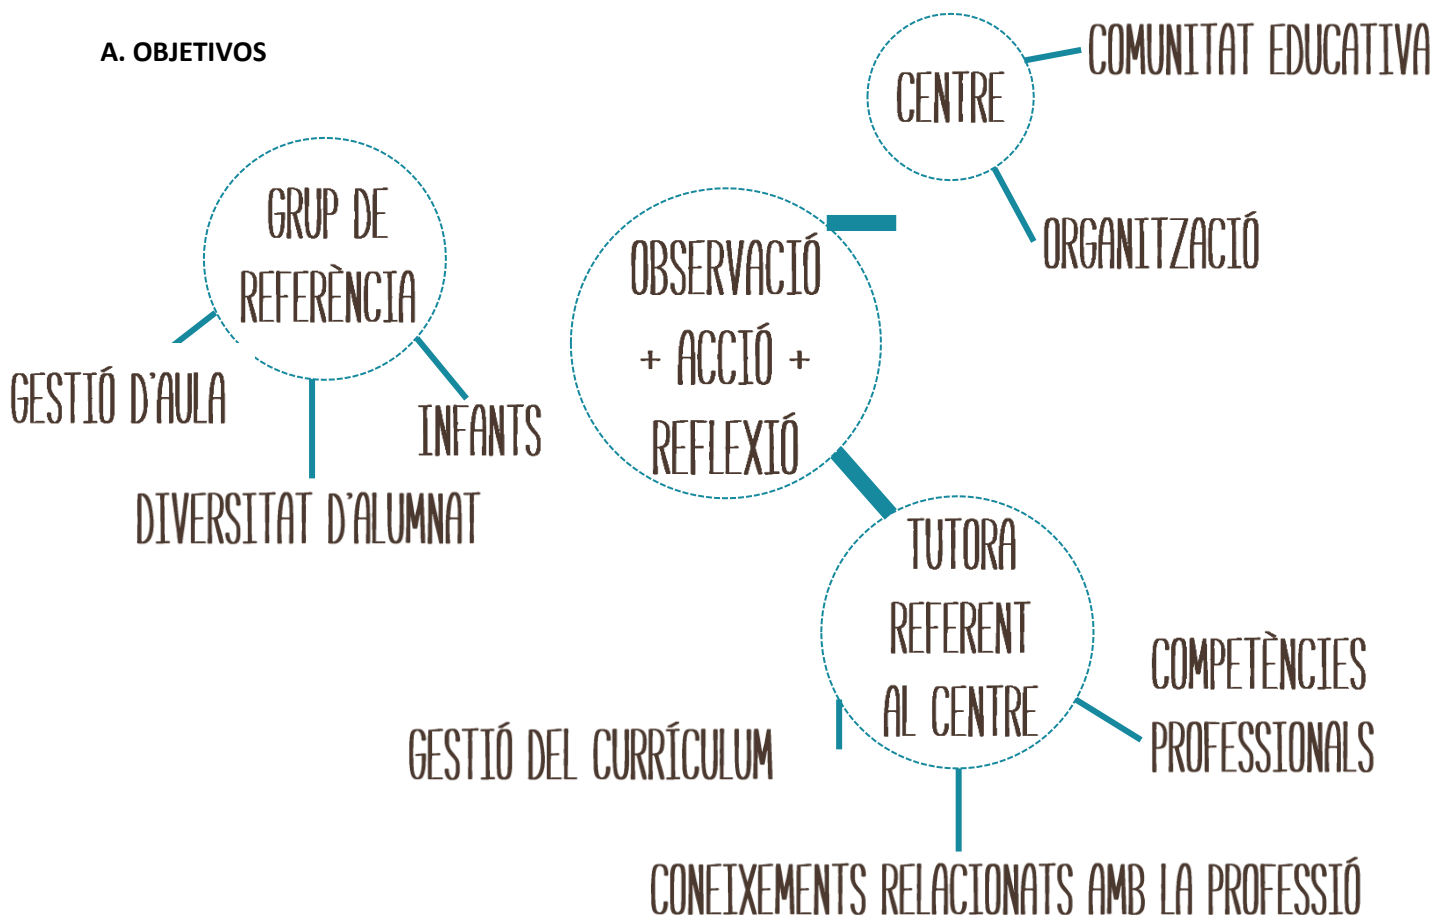 A. OBJETIVOS
CENTRE
COMUNITAT EDUCATIVA
ORGANITZACIÓ
GRUP DE
REFERÈNCIA
GESTIÓ D'AULA
INFANTS
DIVERSITAT D'ALUMNAT
OBSERVACIÓ
+ ACCIÓ +
REFLEXIÓ
TUTORA
REFERENT
AL CENTRE
COMPETÈNCIES
PROFESSIONALS
GESTIÓ DEL CURRÍCULUM
CONEIXEMENTS RELACIONATS AMB LA PROFESSIÓ